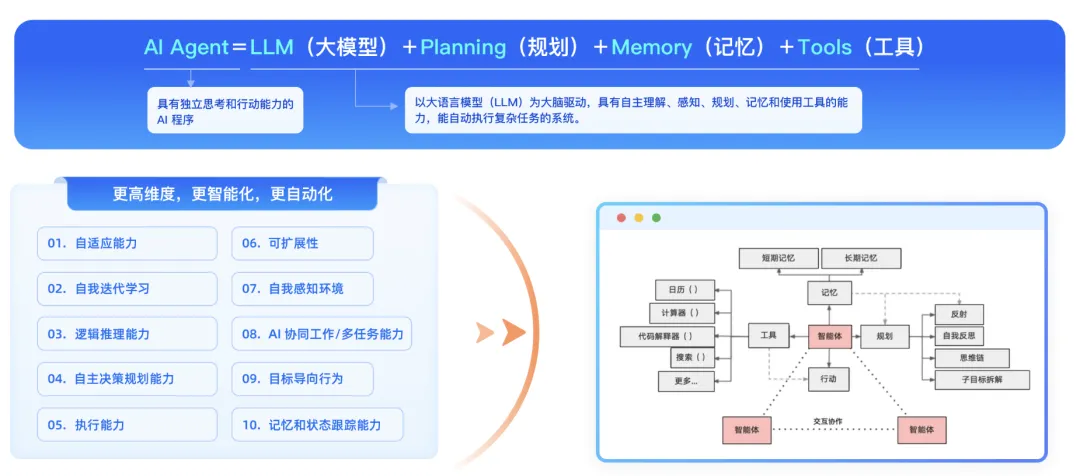 AI Agent=LLM（大模型）+Planning（规划）+Memory（记忆）+Tools（工具）
具有独立思考和行动能力的
AI 程序
以大语言模型（LLM）为大脑驱动，具有自主理解、感知、规划、记忆和使用工具的能
力，能自动执行复杂任务的系统。
更高维度，更智能化，更自动化
01. 自适应能力
06. 可扩展性
02. 自我迭代学习
07. 自我感知环境
03. 逻辑推理能力
08. AI 协同工作/多任务能力
04. 自主决策规划能力
09. 目标导向行为
05. 执行能力
10. 记忆和状态跟踪能力
短期记忆
长期记忆
日历（）
记忆
计算器（）
反射
代码解释器（）
工具
智能体
规划
自我反思
搜索（）
思维链
更多...
行动
子目标拆解
交互协作
智能体
智能体